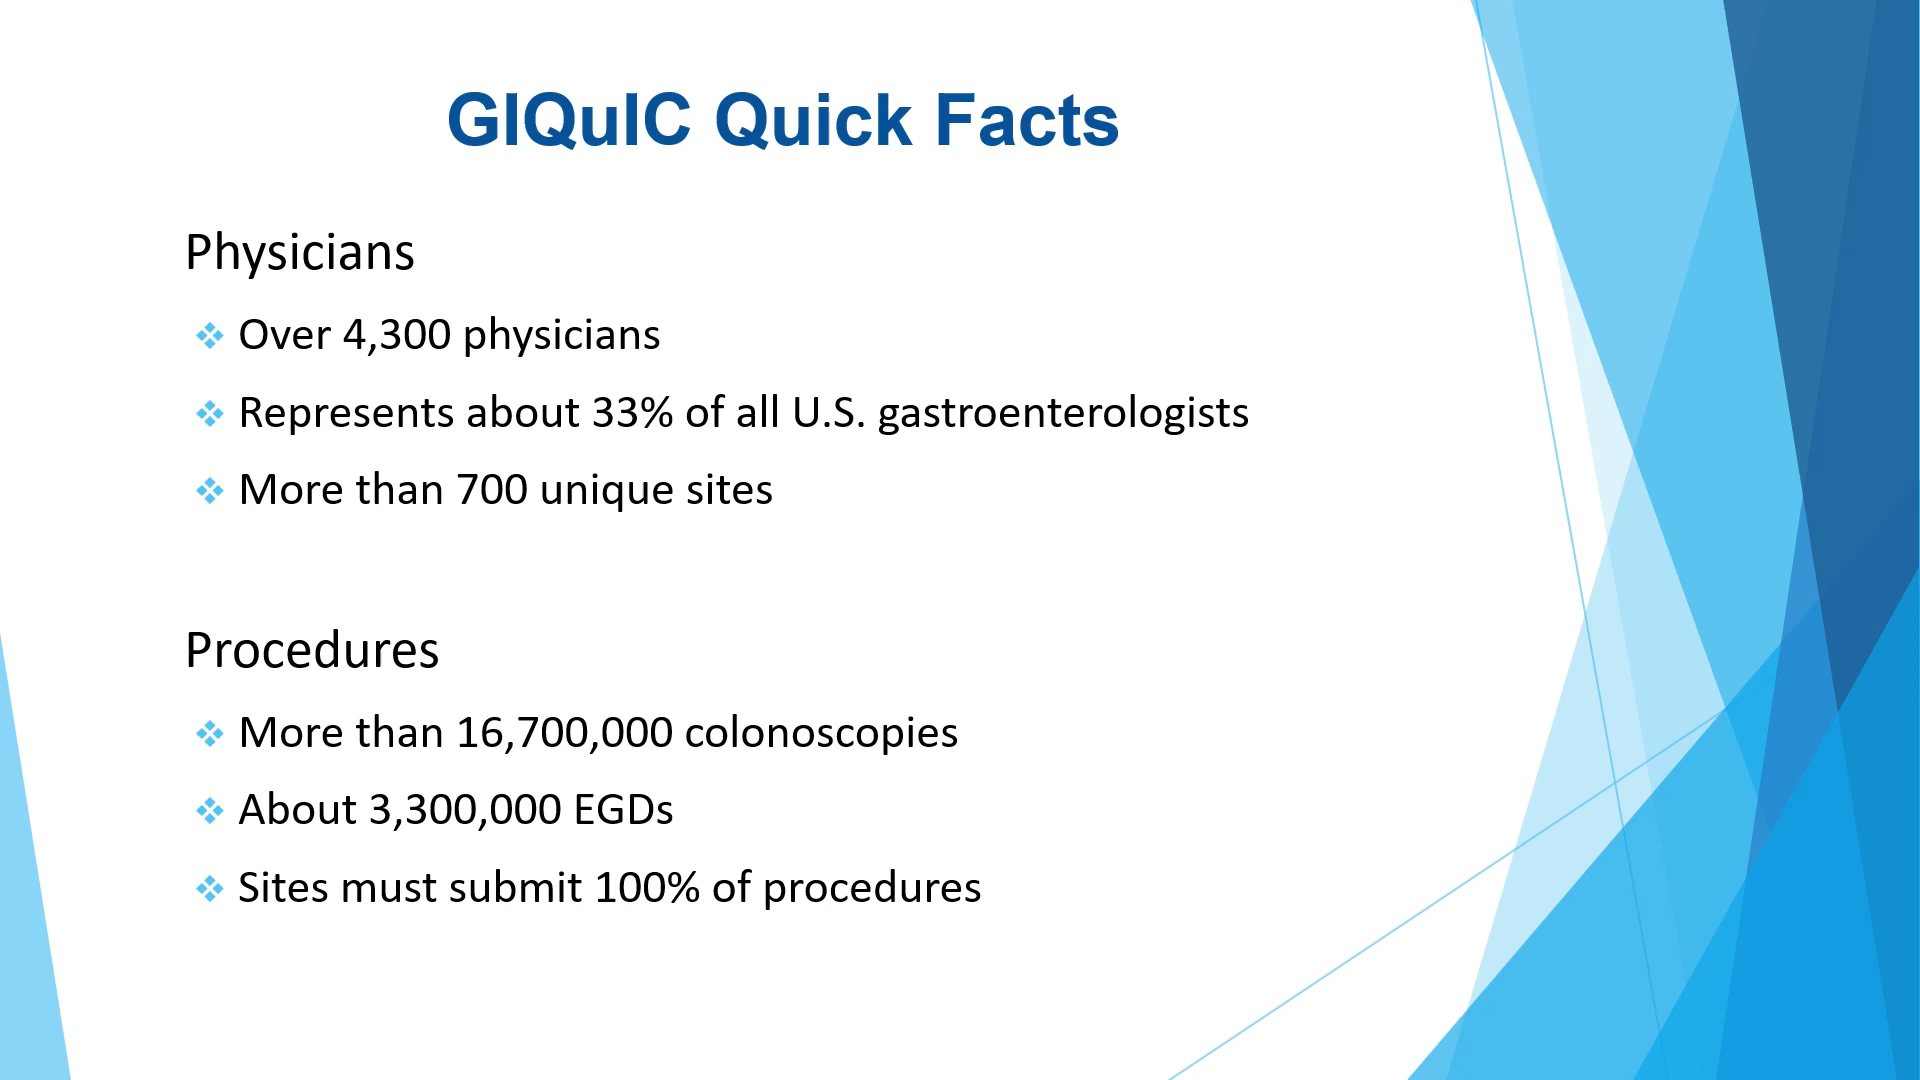 GIQuIC Quick Facts
Physicians
❖ Over 4,300 physicians
❖ Represents about 33% of all U.S. gastroenterologists
❖ More than 700 unique sites
Procedures
❖ More than 16,700,000 colonoscopies
❖ About 3,300,000 EGDs
❖ Sites must submit 100% of procedures